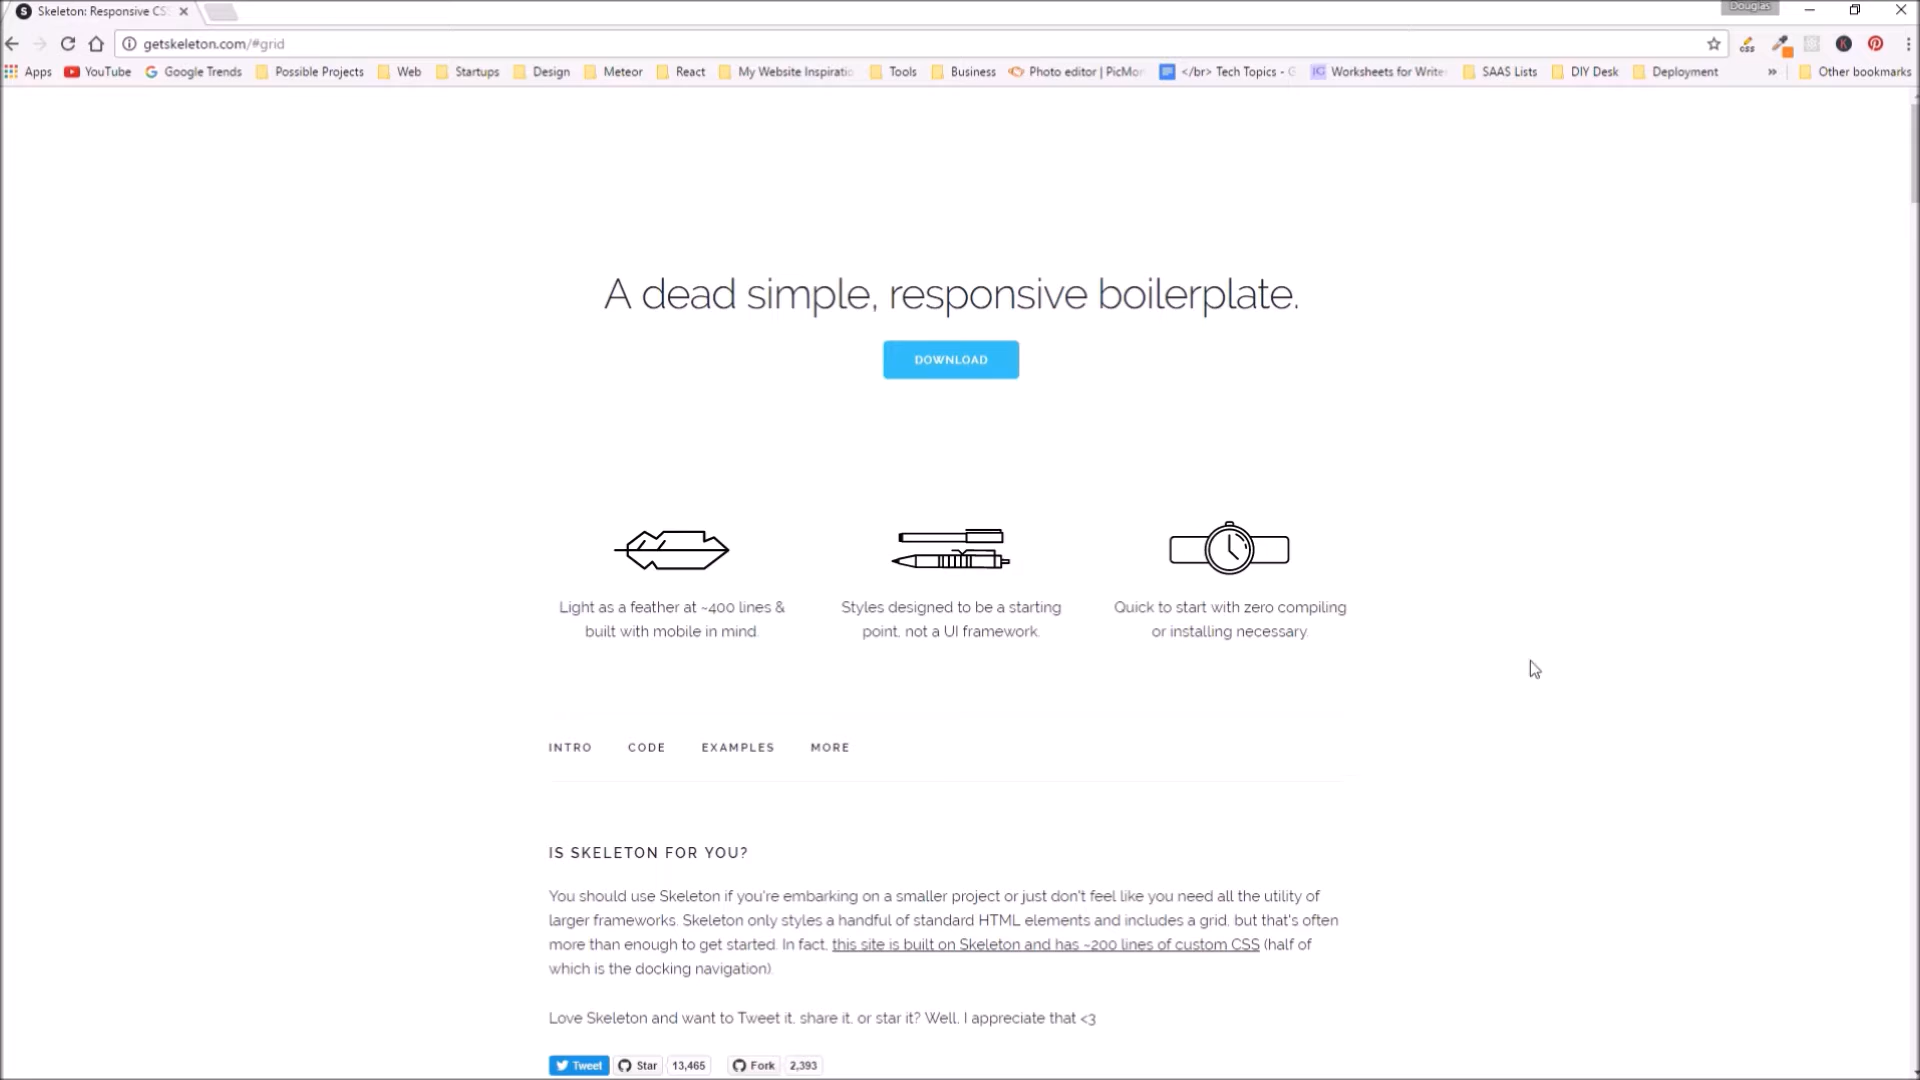 Skeleton: Responsive CS
Douglas
getskeleton.com/#grid
Apps YouTube Google Trends Possible Projects Web Startups Design Meteor React My Website Inspiratio Tools Business Photo editor | PicMon </br> Tech Topics - G Worksheets for Write SAAS Lists DIY Desk Deployment » Other bookmarks
A dead simple, responsive boilerplate.
DOWNLOAD
Light as a feather at ~400 lines &
built with mobile in mind.
Styles designed to be a starting
point, not a UI framework.
Quick to start with zero compiling
or installing necessary.
INTRO CODE EXAMPLES MORE
IS SKELETON FOR YOU?
You should use Skeleton if you're embarking on a smaller project or just don't feel like you need all the utility of
larger frameworks. Skeleton only styles a handful of standard HTML elements and includes a grid, but that's often
more than enough to get started. In fact, this site is built on Skeleton and has ~200 lines of custom CSS (half of
which is the docking navigation).
Love Skeleton and want to Tweet it, share it, or star it? Well, I appreciate that <3
Tweet Star 13,465 Fork 2,393